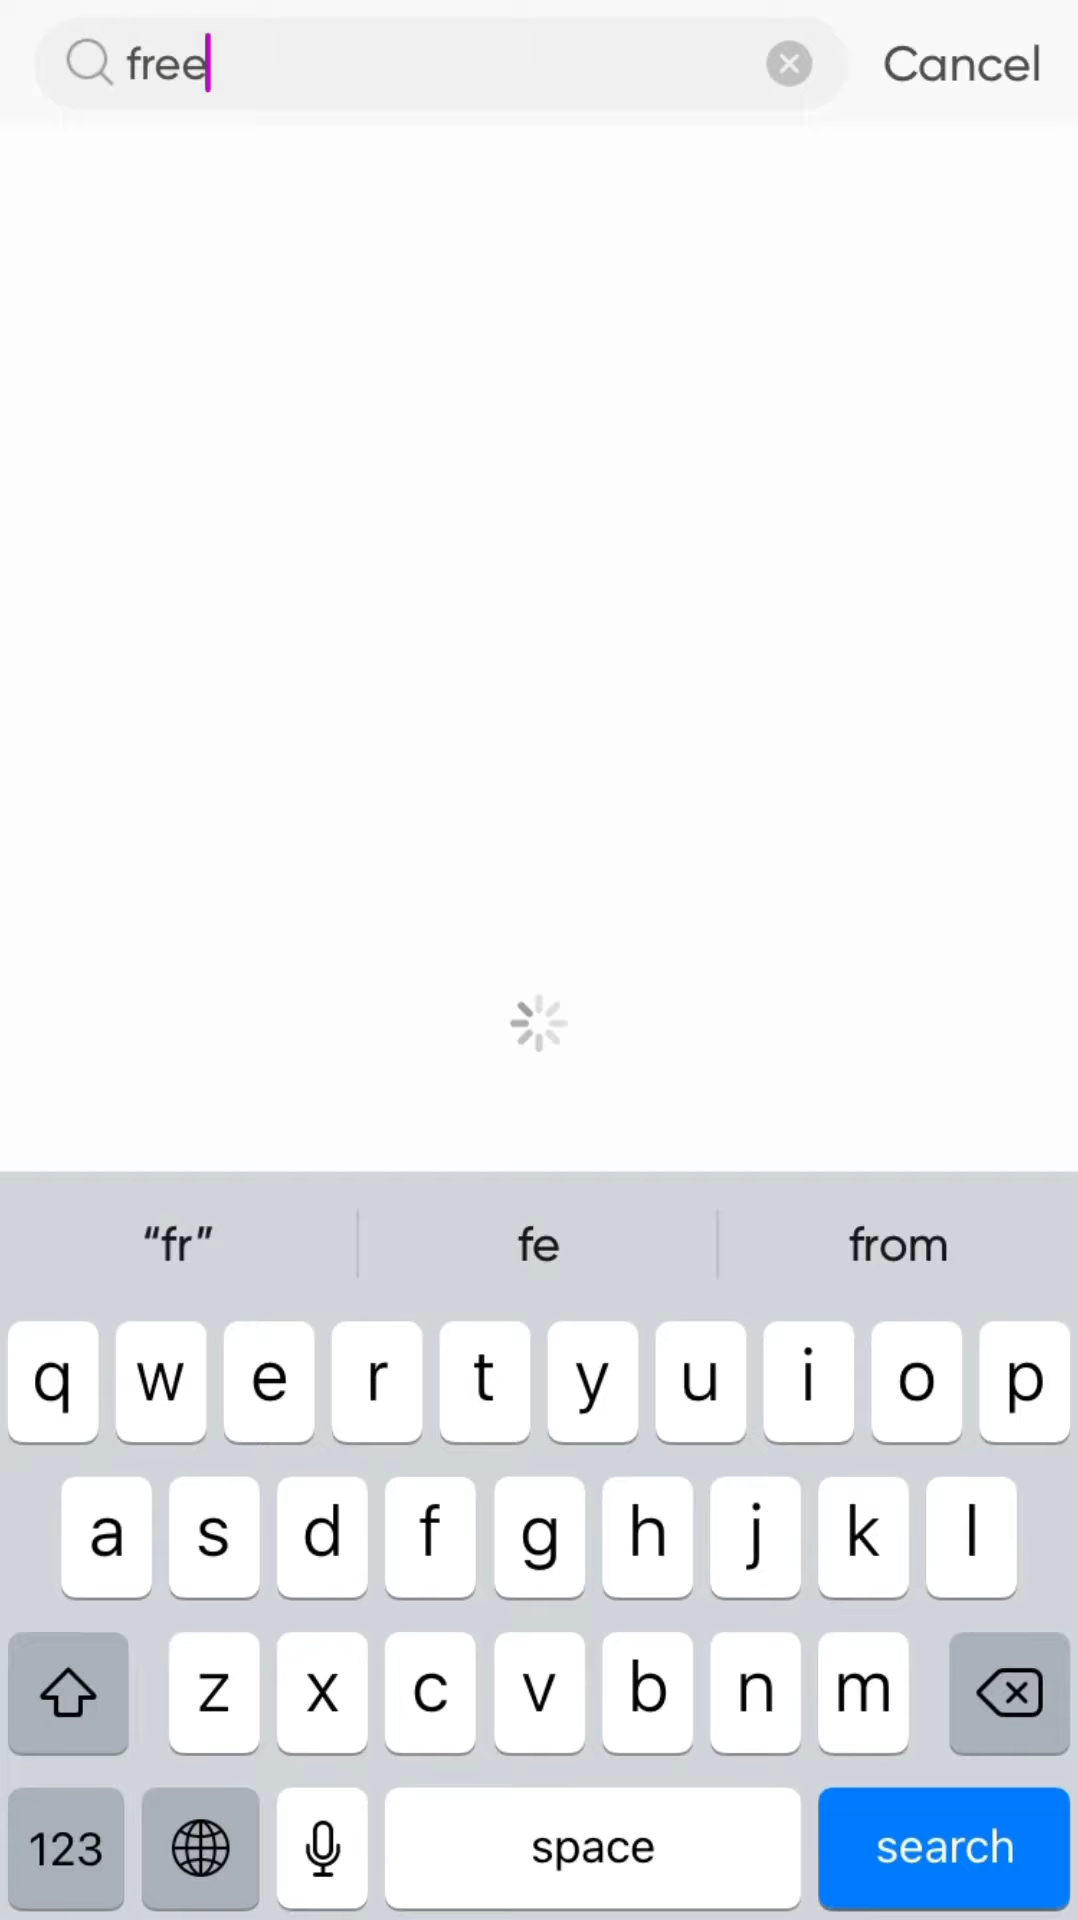 free Cancel
“fr” fe from
q w e r t y u i o p
a s d f g h j k l
z x c v b n m
123 space search